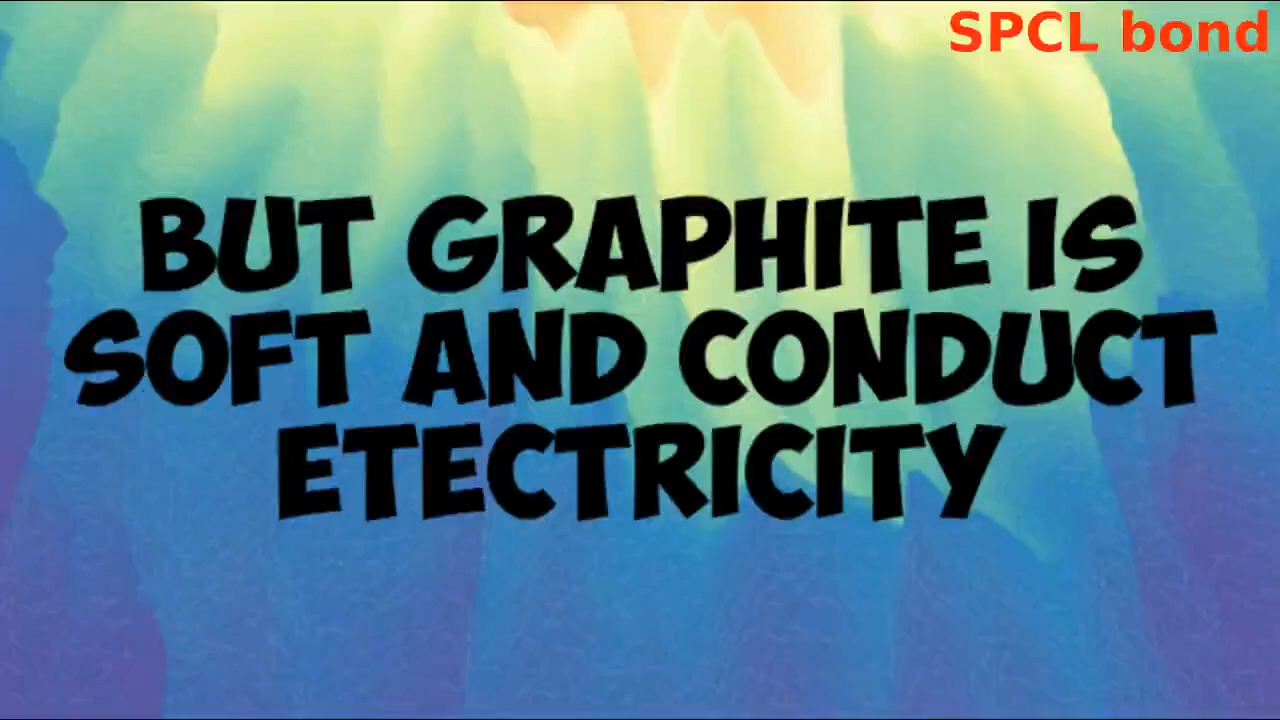 SPCL bond
BUT GRAPHITE IS
SOFT AND CONDUCT
ETECTRICITY